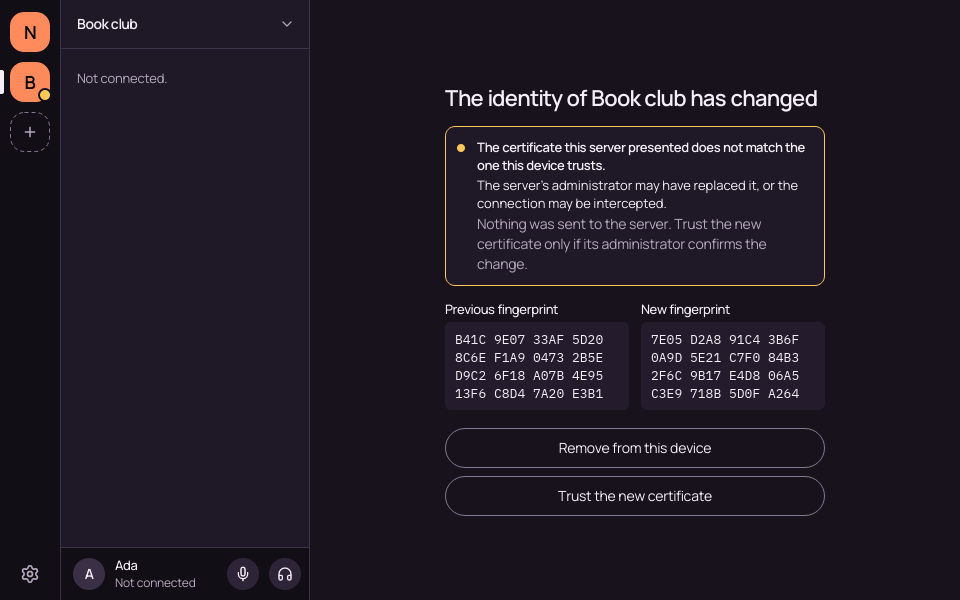 N
B
Book club
Not connected.
The identity of Book club has changed
The certificate this server presented does not match the
one this device trusts.
The server's administrator may have replaced it, or the
connection may be intercepted.
Nothing was sent to the server. Trust the new
certificate only if its administrator confirms the
change.
Previous fingerprint
B41C 9E07 33AF 5D20
8C6E F1A9 0473 2B5E
D9C2 6F18 A07B 4E95
13F6 C8D4 7A20 E3B1
New fingerprint
7E05 D2A8 91C4 3B6F
0A9D 5E21 C7F0 84B3
2F6C 9B17 E4D8 06A5
C3E9 718B 5D0F A264
Remove from this device
Trust the new certificate
A
Ada
Not connected